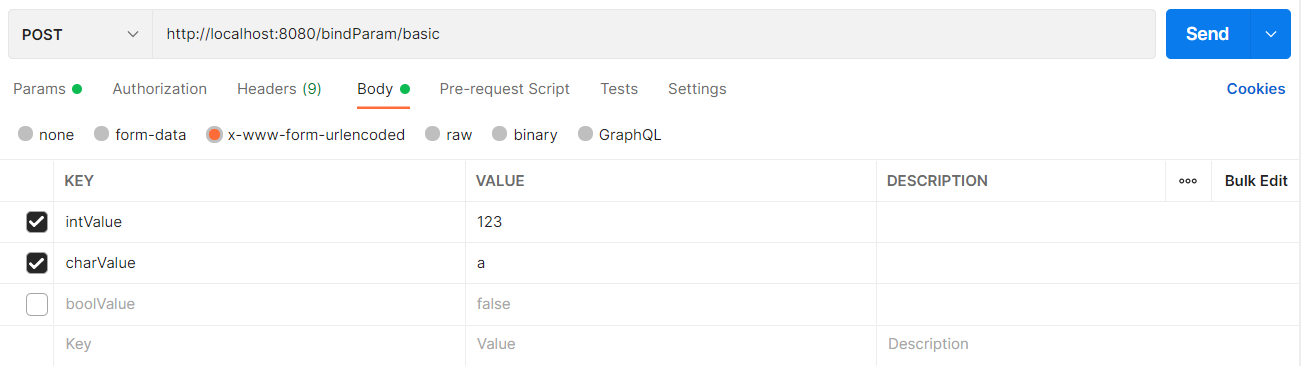 POST http://localhost:8080/bindParam/basic Send
Params Authorization Headers (9) Body Pre-request Script Tests Settings Cookies
none form-data x-www-form-urlencoded raw binary GraphQL
KEY VALUE DESCRIPTION ooo Bulk Edit
intValue 123
charValue a
boolValue false
Key Value Description